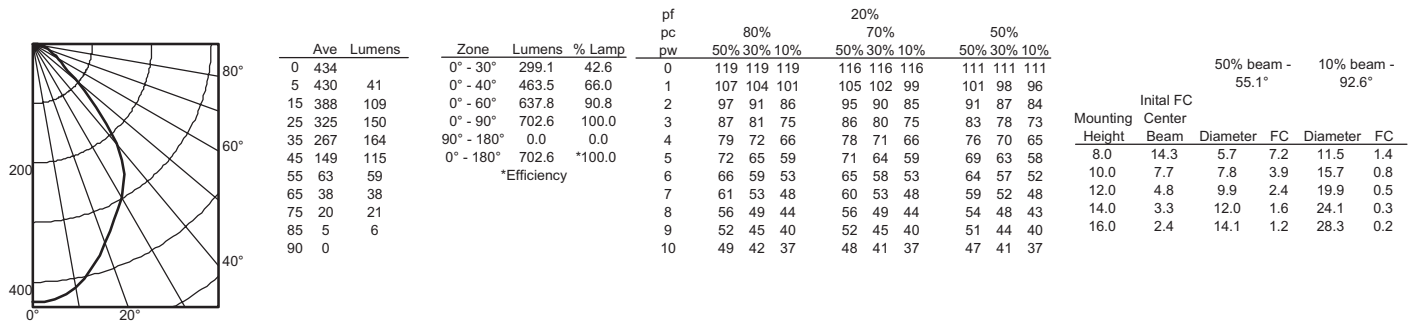 80°
60°
40°
200
400
0°
20°
Ave Lumens
0 434
5 430 41
15 388 109
25 325 150
35 267 164
45 149 115
55 63 59
65 38 38
75 20 21
85 5 6
90 0
Zone Lumens % Lamp
0° - 30° 299.1 42.6
0° - 40° 463.5 66.0
0° - 60° 637.8 90.8
0° - 90° 702.6 100.0
90° - 180° 0.0 0.0
0° - 180° 702.6 *100.0
*Efficiency
pf 20%
pc 80% 70% 50%
pw 50% 30% 10% 50% 30% 10% 50% 30% 10%
0 119 119 119 116 116 116 111 111 111
1 107 104 101 105 102 99 101 98 96
2 97 91 86 95 90 85 91 87 84
3 87 81 75 86 80 75 83 78 73
4 79 72 66 78 71 66 76 70 65
5 72 65 59 71 64 59 69 63 58
6 66 59 53 65 58 53 64 57 52
7 61 53 48 60 53 48 59 52 48
8 56 49 44 56 49 44 54 48 43
9 52 45 40 52 45 40 51 44 40
10 49 42 37 48 41 37 47 41 37
50% beam - 10% beam -
55.1° 92.6°
Inital FC
Mounting Center
Height Beam Diameter FC Diameter FC
8.0 14.3 5.7 7.2 11.5 1.4
10.0 7.7 7.8 3.9 15.7 0.8
12.0 4.8 9.9 2.4 19.9 0.5
14.0 3.3 12.0 1.6 24.1 0.3
16.0 2.4 14.1 1.2 28.3 0.2